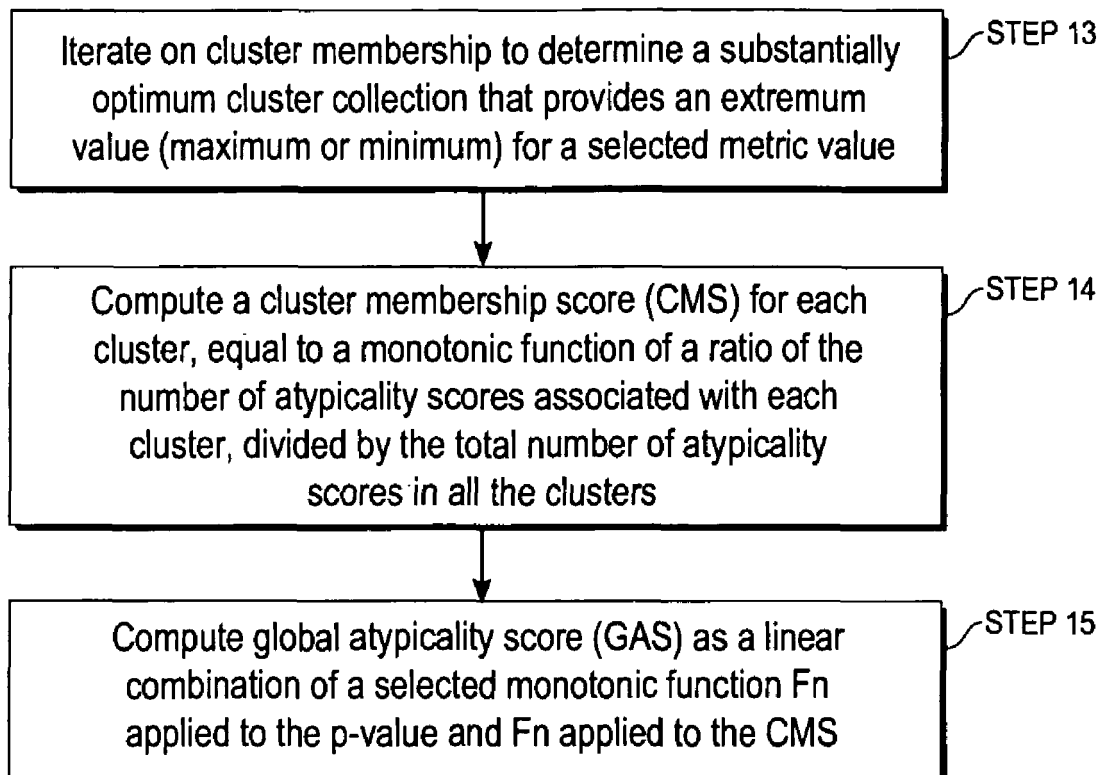 Iterate on cluster membership to determine a substantially
optimum cluster collection that provides an extremum
value (maximum or minimum) for a selected metric value
STEP 13
Compute a cluster membership score (CMS) for each
cluster, equal to a monotonic function of a ratio of the
number of atypicality scores associated with each
cluster, divided by the total number of atypicality
scores in all the clusters
STEP 14
Compute global atypicality score (GAS) as a linear
combination of a selected monotonic function Fn
applied to the p-value and Fn applied to the CMS
STEP 15